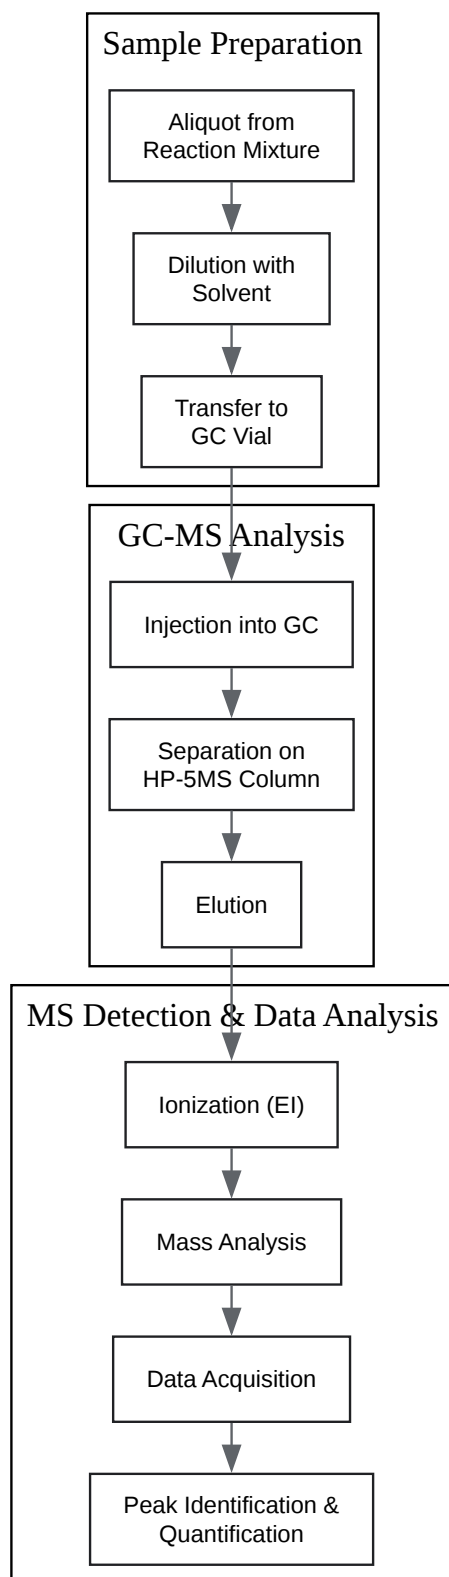 Sample Preparation
Aliquot from
Reaction Mixture
Dilution with
Solvent
Transfer to
GC Vial
GC-MS Analysis
Injection into GC
Separation on
HP-5MS Column
Elution
MS Detection & Data Analysis
Ionization (EI)
Mass Analysis
Data Acquisition
Peak Identification &
Quantification